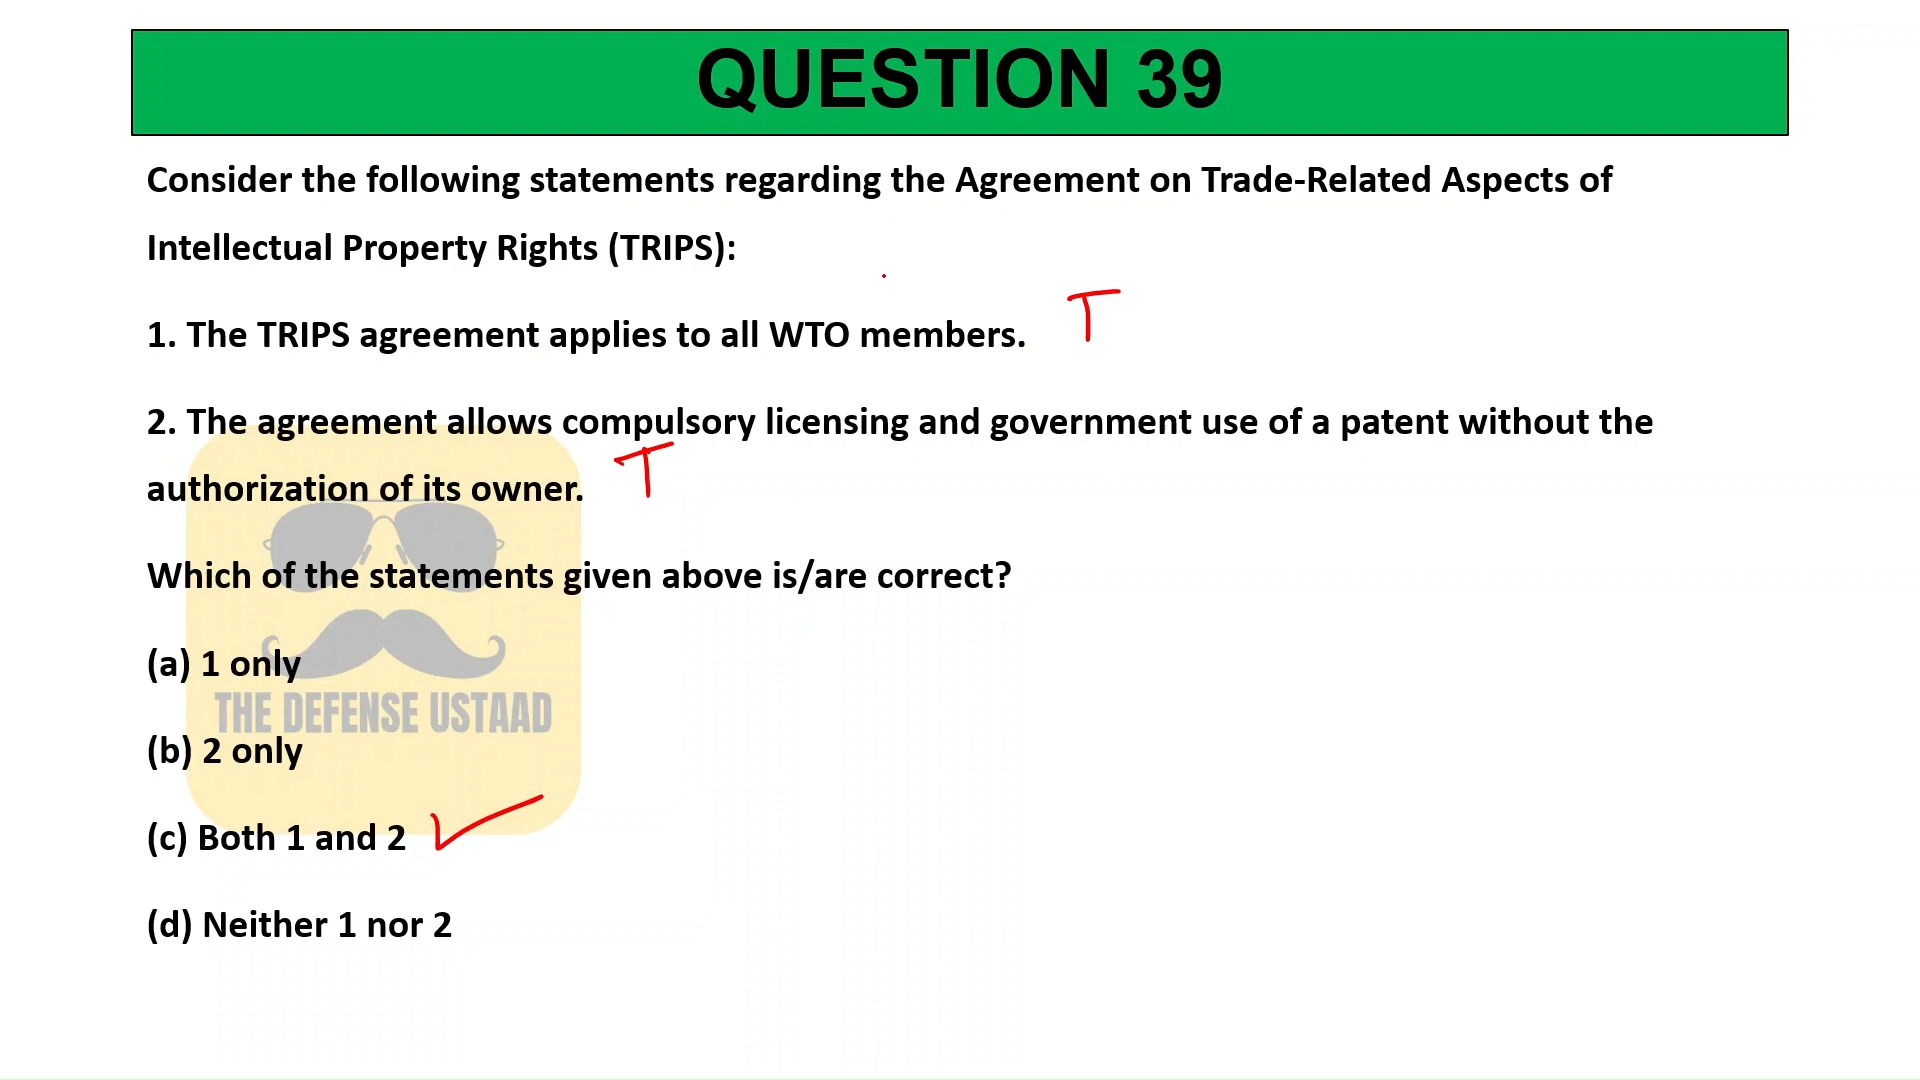 QUESTION 39
Consider the following statements regarding the Agreement on Trade-Related Aspects of
Intellectual Property Rights (TRIPS):
1. The TRIPS agreement applies to all WTO members. T
2. The agreement allows compulsory licensing and government use of a patent without the
authorization of its owner. T
Which of the statements given above is/are correct?
(a) 1 only
THE DEFENSE USTAAD
(b) 2 only
(c) Both 1 and 2
(d) Neither 1 nor 2